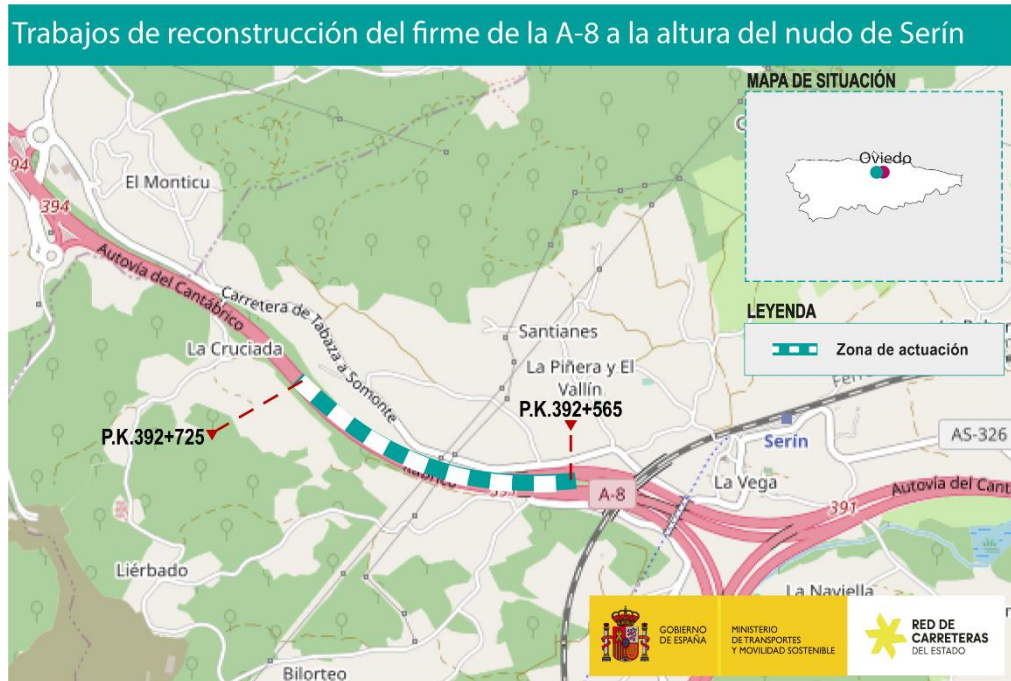 Trabajos de reconstrucción del firme de la A-8 a la altura del nudo de Serín
MAPA DE SITUACIÓN
Oviedo
LEYENDA
Zona de actuación
394
394
El Monticu
Autovía del Cantábrico
Carretera de Tabaza a Somonte
La Cruciada
Santianes
La Piñera y El
Vallín
P.K.392+565
P.K.392+725
Serín
AS-326
A-8
La Vega
391
Autovía del Cantá
Liérbado
La Naviella
Bilorteo
GOBIERNO
DE ESPAÑA
MINISTERIO
DE TRANSPORTES
Y MOVILIDAD SOSTENIBLE
RED DE
CARRETERAS
DEL ESTADO